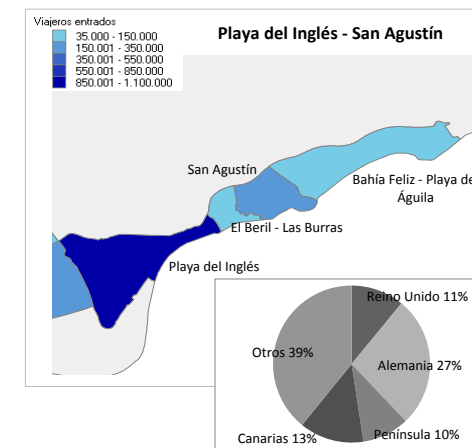 Viajeros entrados
35.000 - 150.000
150.001 - 350.000
350.001 - 550.000
550.001 - 850.000
850.001 - 1.100.000
Playa del Inglés - San Agustín
San Agustín
Bahía Feliz - Playa de
Águila
El Beril - Las Burras
Playa del Inglés
Reino Unido 11%
Otros 39%
Alemania 27%
Canarias 13%
Península 10%